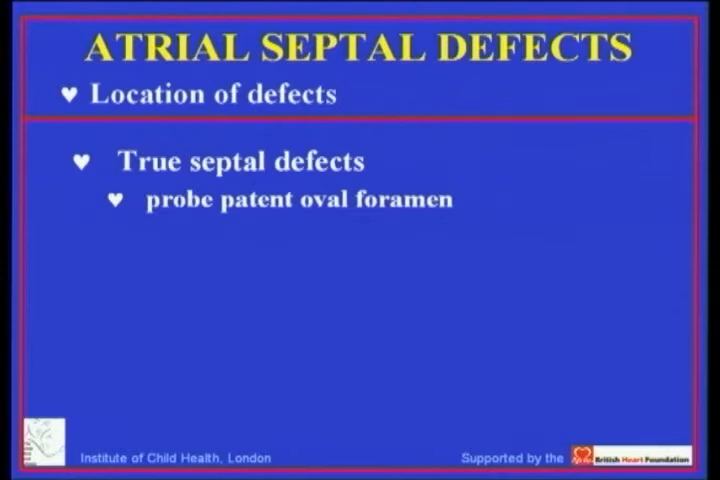 ATRIAL SEPTAL DEFECTS
Location of defects
True septal defects
probe patent oval foramen
Institute of Child Health, London
Supported by the
British Heart Foundation